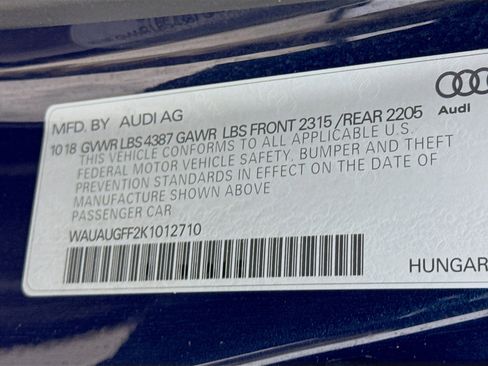 MFD. BY AUDI AG
Audi
10 18 GVWR LBS 4387 GAWR LBS FRONT 2315 /REAR 2205
THIS VEHICLE CONFORMS TO ALL APPLICABLE U.S.
FEDERAL MOTOR VEHICLE SAFETY, BUMPER AND THEFT
PREVENTION STANDARDS IN EFFECT ON THE DATE OF
MANUFACTURE SHOWN ABOVE
PASSENGER CAR
WAUAUGFF2K1012710
HUNGAR